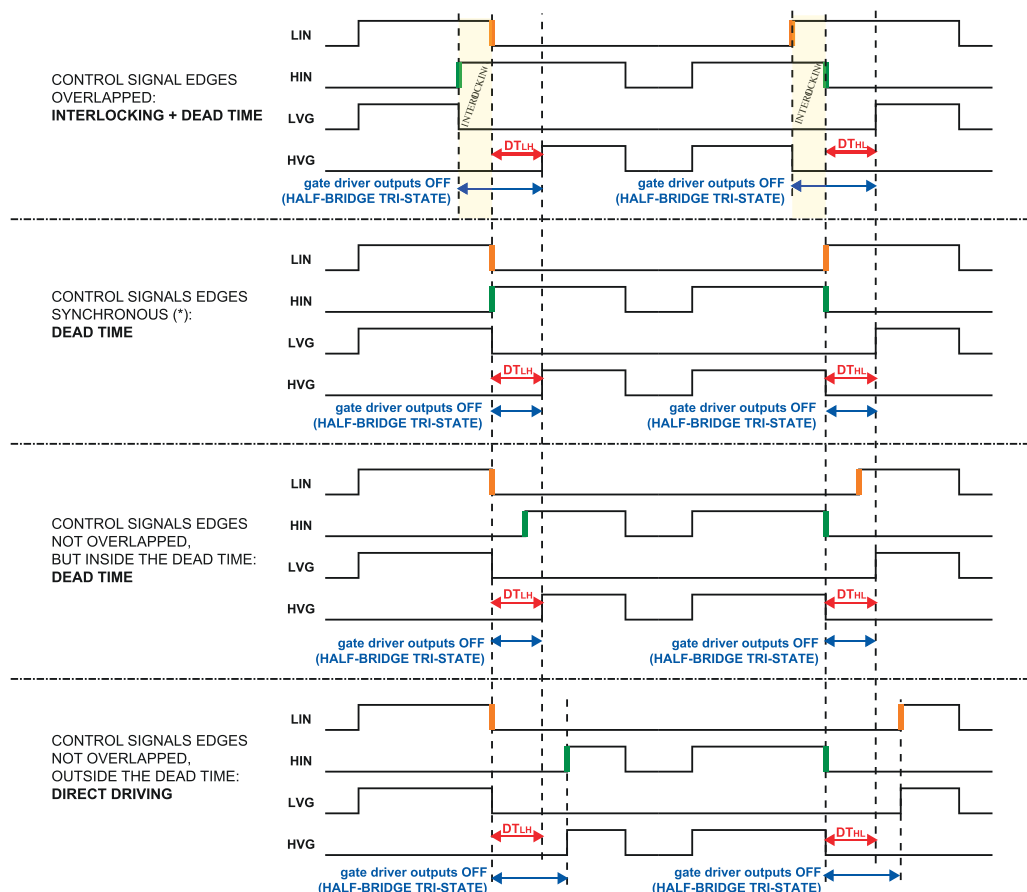 LIN
HIN
CONTROL SIGNAL EDGES
OVERLAPPED:
INTERLOCKING + DEAD TIME
INTERLOCKING
INTERLOCKING
LVG
DTLH
DTHL
HVG
gate driver outputs OFF
(HALF-BRIDGE TRI-STATE)
gate driver outputs OFF
(HALF-BRIDGE TRI-STATE)
LIN
CONTROL SIGNALS EDGES
SYNCHRONOUS (*):
DEAD TIME
HIN
LVG
DTLH
DTHL
HVG
gate driver outputs OFF
(HALF-BRIDGE TRI-STATE)
gate driver outputs OFF
(HALF-BRIDGE TRI-STATE)
LIN
CONTROL SIGNALS EDGES
NOT OVERLAPPED,
BUT INSIDE THE DEAD TIME:
DEAD TIME
HIN
LVG
DTLH
DTHL
HVG
gate driver outputs OFF
(HALF-BRIDGE TRI-STATE)
gate driver outputs OFF
(HALF-BRIDGE TRI-STATE)
LIN
CONTROL SIGNALS EDGES
NOT OVERLAPPED,
OUTSIDE THE DEAD TIME:
DIRECT DRIVING
HIN
LVG
DTLH
DTHL
HVG
gate driver outputs OFF
(HALF-BRIDGE TRI-STATE)
gate driver outputs OFF
(HALF-BRIDGE TRI-STATE)